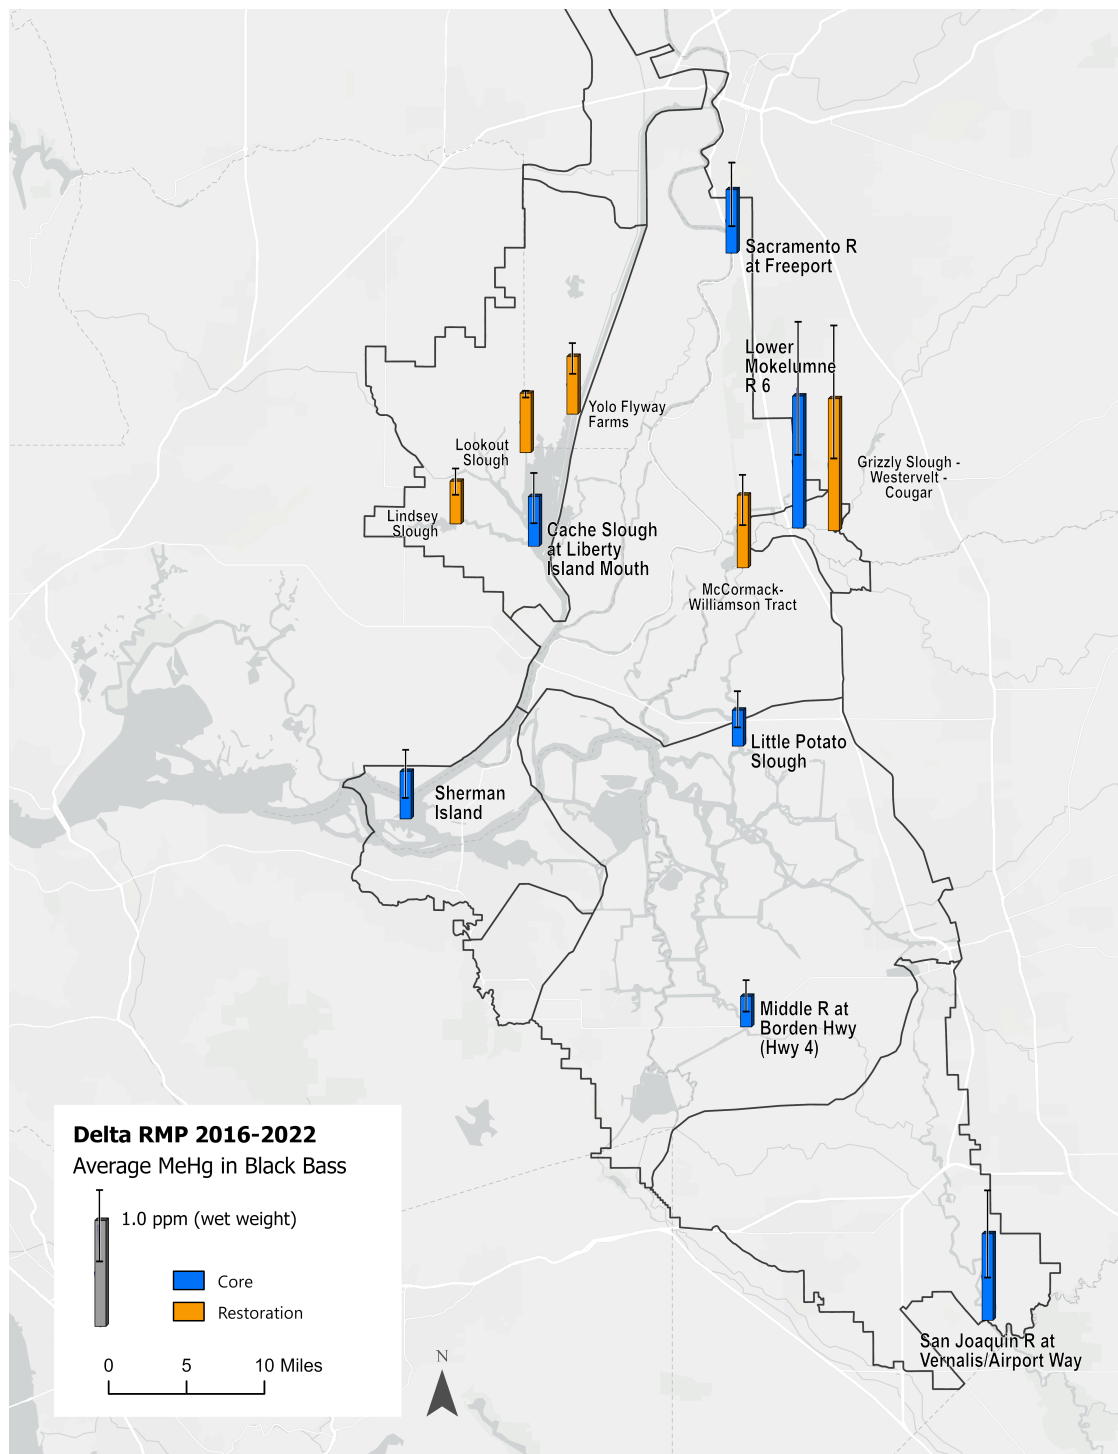 Sacramento R
at Freeport
Lower
Mokelumne
R 6
Yolo Flyway
Farms
Lookout
Slough
Grizzly Slough -
Westervelt -
Cougar
Lindsey
Slough
Cache Slough
at Liberty
Island Mouth
McCormack-
Williamson Tract
Little Potato
Slough
Sherman
Island
Middle R at
Borden Hwy
(Hwy 4)
San Joaquin R at
Vernalis/Airport Way
Delta RMP 2016-2022
Average MeHg in Black Bass
1.0 ppm (wet weight)
Core
Restoration
0 5 10 Miles
N